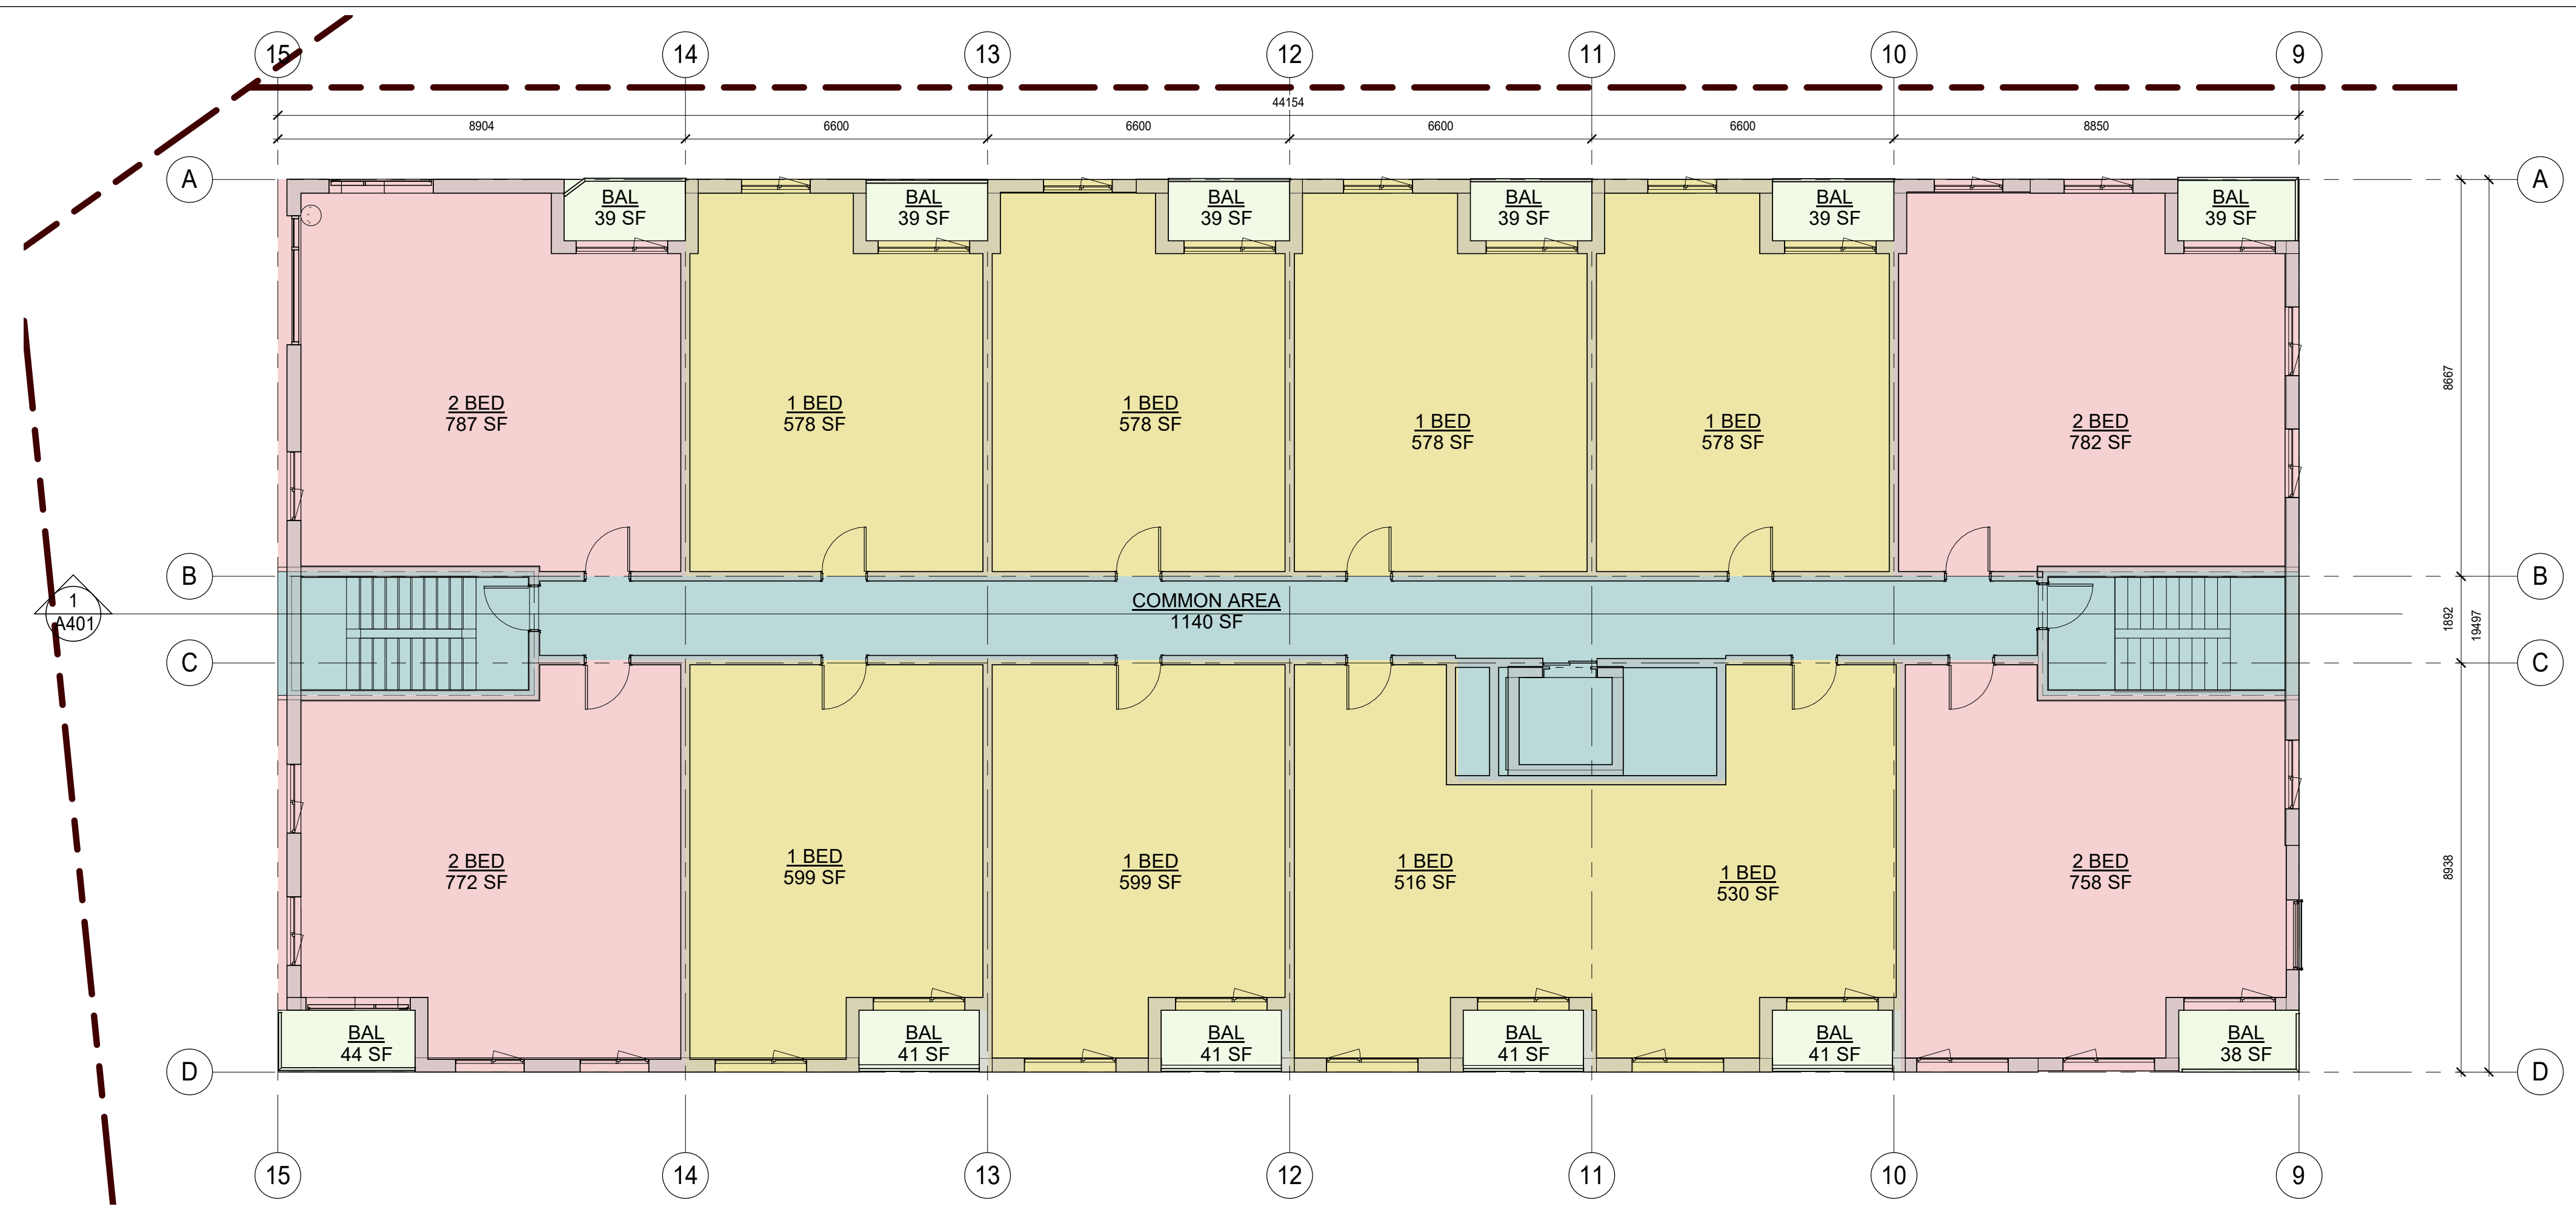 15
14
13
12
11
10
9
44154
8904
6600
6600
6600
6600
8850
A
A
BAL
39 SF
BAL
39 SF
BAL
39 SF
BAL
39 SF
BAL
39 SF
BAL
39 SF
8667
2 BED
787 SF
1 BED
578 SF
1 BED
578 SF
1 BED
578 SF
1 BED
578 SF
2 BED
782 SF
B
B
1
A401
COMMON AREA
1140 SF
1892
19497
C
C
2 BED
772 SF
1 BED
599 SF
1 BED
599 SF
1 BED
516 SF
1 BED
530 SF
2 BED
758 SF
8938
BAL
44 SF
BAL
41 SF
BAL
41 SF
BAL
41 SF
BAL
41 SF
BAL
38 SF
D
D
15
14
13
12
11
10
9